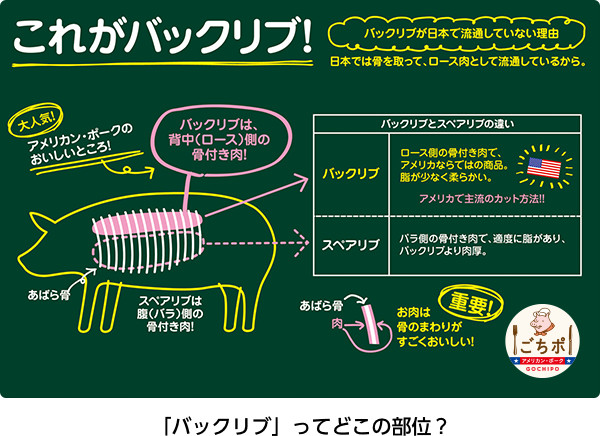 これがバックリブ!
バックリブが日本で流通していない理由
日本では骨を取って、ロース肉として流通しているから。
大人気!
アメリカン・ポークの
おいしいところ!
バックリブは、
背中(ロース)側の
骨付き肉!
あばら骨
スペアリブは
腹(バラ)側の
骨付き肉!
バックリブとスペアリブの違い
バックリブ
ロース側の骨付き肉で、
アメリカならではの商品。
脂が少なく柔らかい。
アメリカで主流のカット方法!!
スペアリブ
バラ側の骨付き肉で、適度に脂があり、
バックリブより肉厚。
あばら骨
肉
お肉は
骨のまわりが
すごくおいしい!
重要!
ごちポ
アメリカン・ポーク
GOCHIPO
「バックリブ」ってどこの部位?